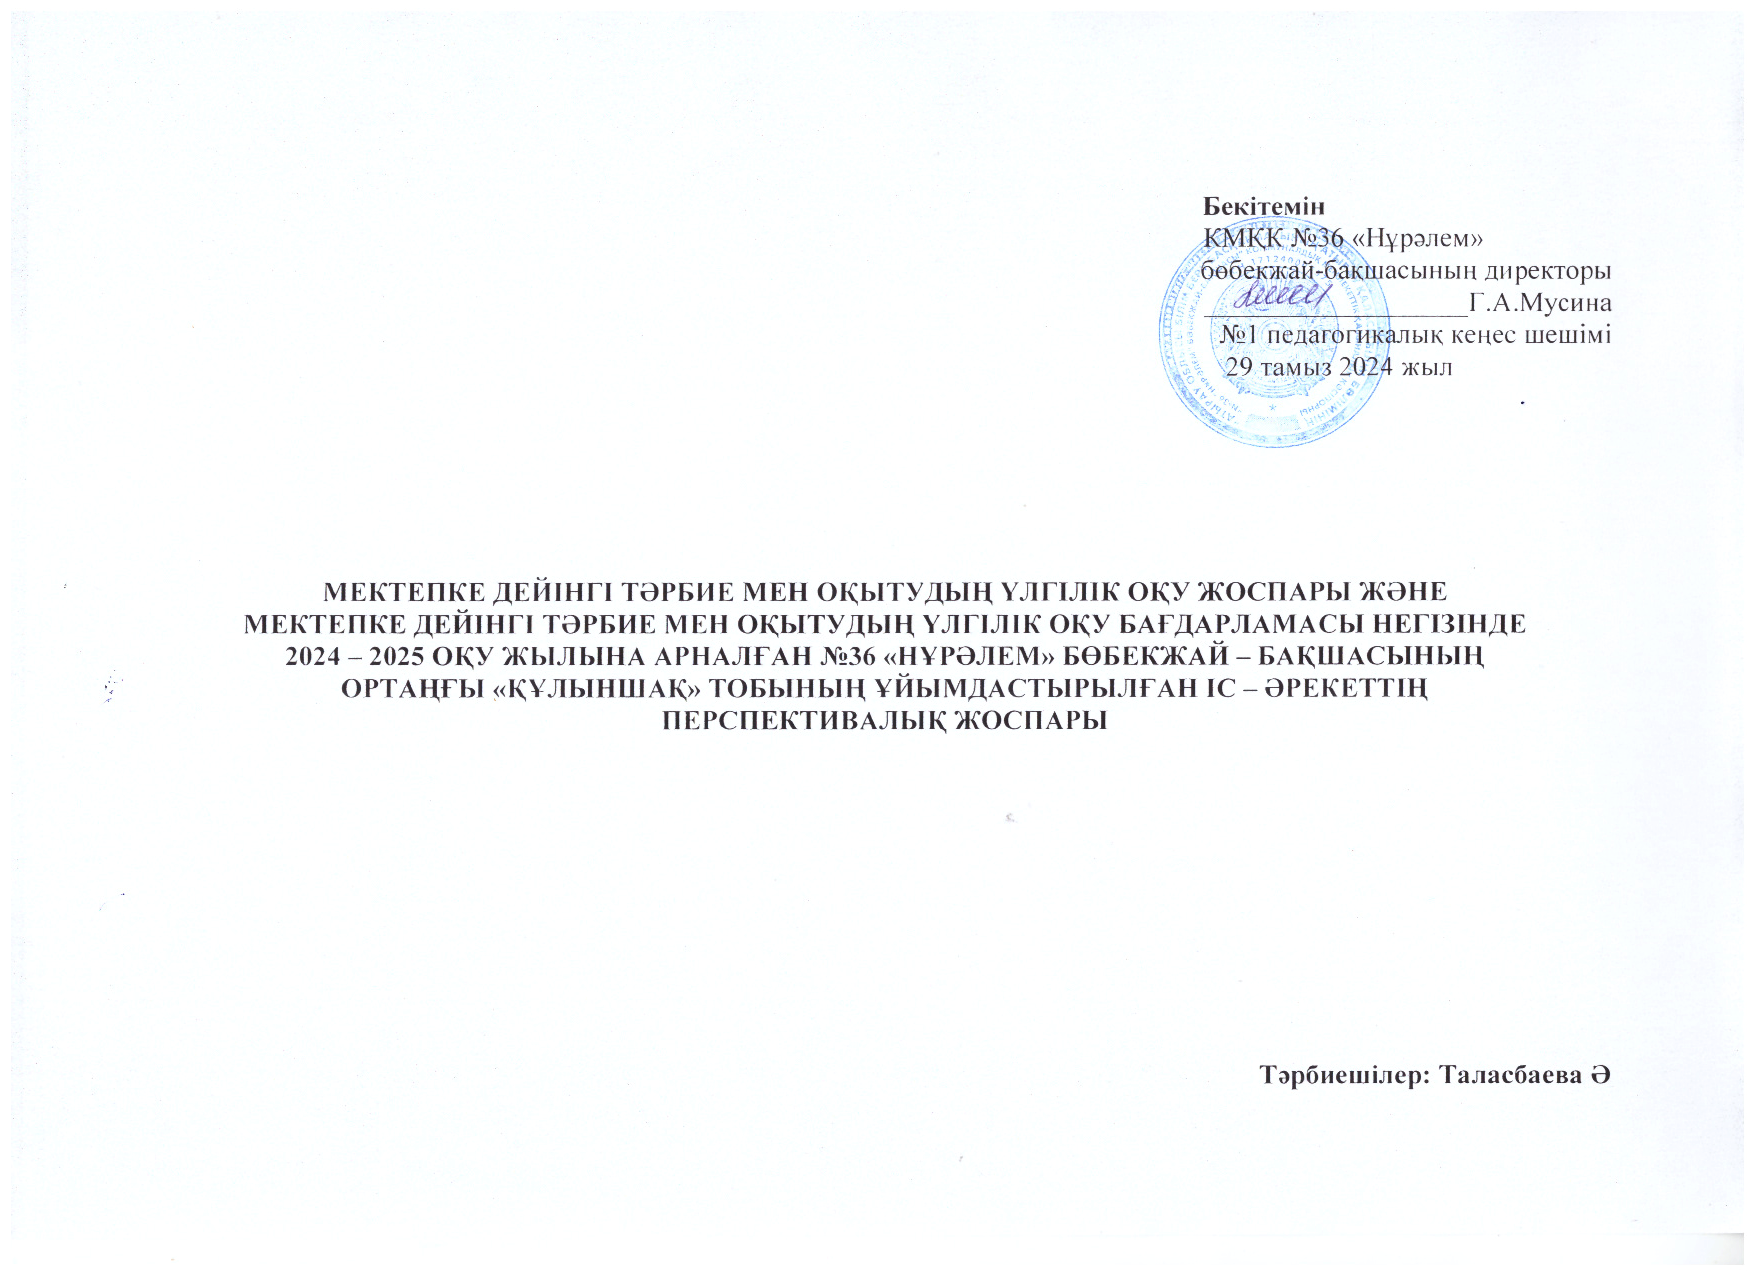 Бекітемін
КМҚК №36 «Нұрәлем»
бөбекжай-бақшасының директоры
____________________Г.А.Мусина
№1 педагогикалық кеңес шешімі
29 тамыз 2024 жыл
МЕКТЕПКЕ ДЕЙІНГІ ТӘРБИЕ МЕН ОҚЫТУДЫҢ ҮЛГІЛІК ОҚУ ЖОСПАРЫ ЖӘНЕ
МЕКТЕПКЕ ДЕЙІНГІ ТӘРБИЕ МЕН ОҚЫТУДЫҢ ҮЛГІЛІК ОҚУ БАҒДАРЛАМАСЫ НЕГІЗІНДЕ
2024 – 2025 ОҚУ ЖЫЛЫНА АРНАЛҒАН №36 «НҰРӘЛЕМ» БӨБЕКЖАЙ – БАҚШАСЫНЫҢ
ОРТАҢҒЫ «ҚҰЛЫНШАҚ» ТОБЫНЫҢ ҰЙЫМДАСТЫРЫЛҒАН ІС – ӘРЕКЕТТІҢ
ПЕРСПЕКТИВАЛЫҚ ЖОСПАРЫ
Тәрбиешілер: Таласбаева Ә